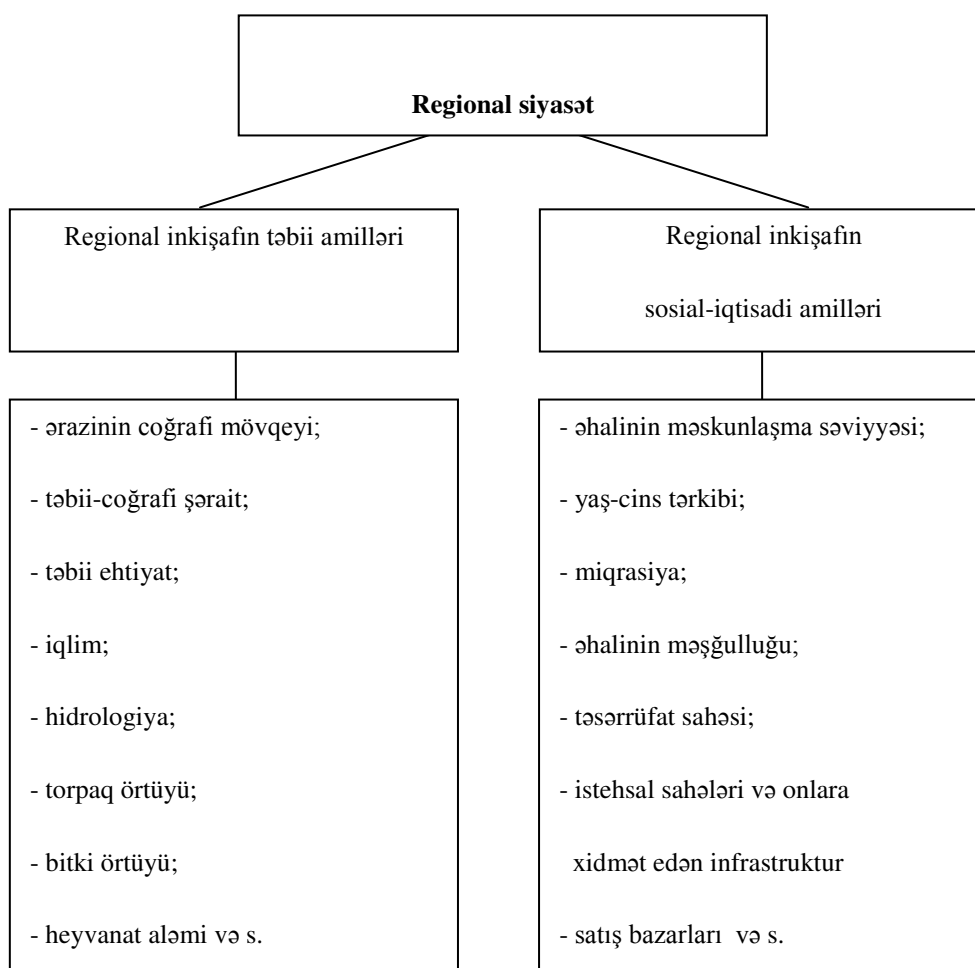 Regional siyasət
Regional inkişafın təbii amilləri
Regional inkişafın
sosial-iqtisadi amilləri
- ərazinin coğrafi mövqeyi;
- təbii-coğrafi şərait;
- təbii ehtiyat;
- iqlim;
- hidrologiya;
- torpaq örtüyü;
- bitki örtüyü;
- heyvanat aləmi və s.
- əhalinin məskunlaşma səviyyəsi;
- yaş-cins tərkibi;
- miqrasiya;
- əhalinin məşğulluğu;
- təsərrüfat sahəsi;
- istehsal sahələri və onlara
xidmət edən infrastruktur
- satış bazarları və s.